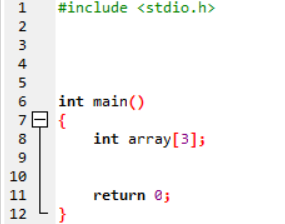 1 #include <stdio.h>
2
3
4
5
6 int main()
7 {
8     int array[3];
9
10
11     return 0;
12 }